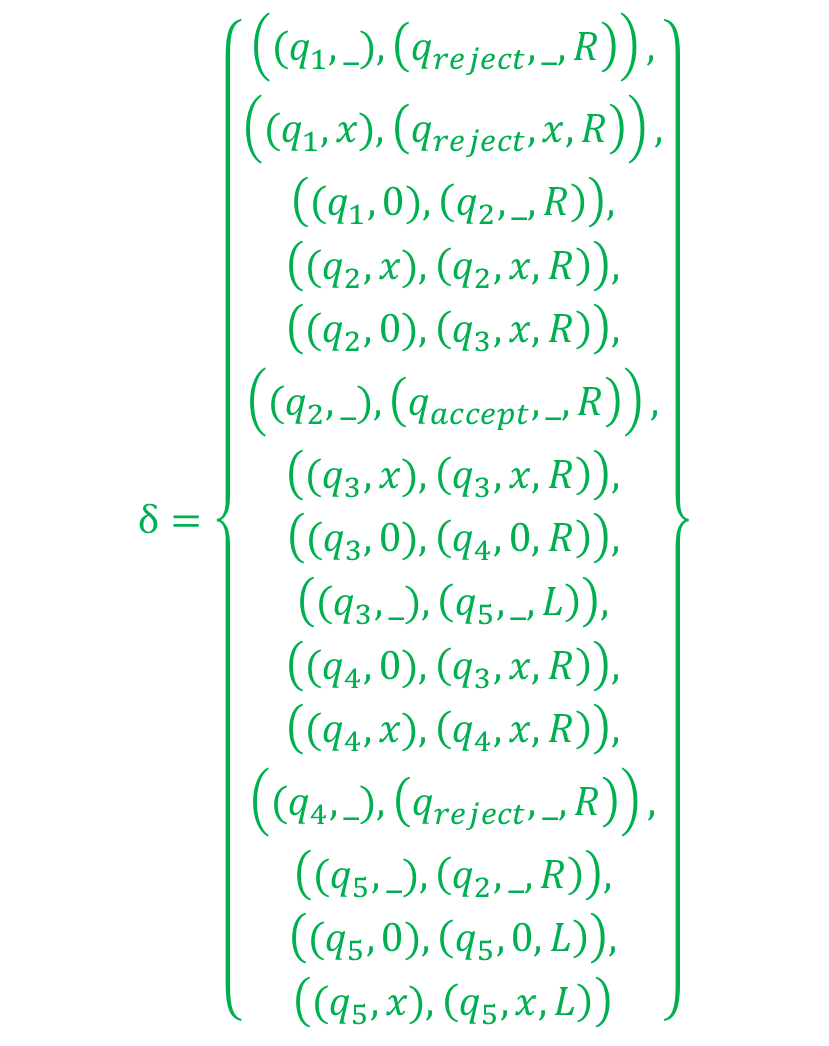 ((q₁,_),(q_reject,_,R)),
((q₁,x),(q_reject,x,R)),
((q₁,0),(q₂,_,R)),
((q₂,x),(q₂,x,R)),
((q₂,0),(q₃,x,R)),
((q₂,_),(q_accept,_,R)),
((q₃,x),(q₃,x,R)),
δ = { ((q₃,0),(q₄,0,R)), }
((q₃,_),(q₅,_,L)),
((q₄,0),(q₃,x,R)),
((q₄,x),(q₄,x,R)),
((q₄,_),(q_reject,_,R)),
((q₅,_),(q₂,_,R)),
((q₅,0),(q₅,0,L)),
((q₅,x),(q₅,x,L))